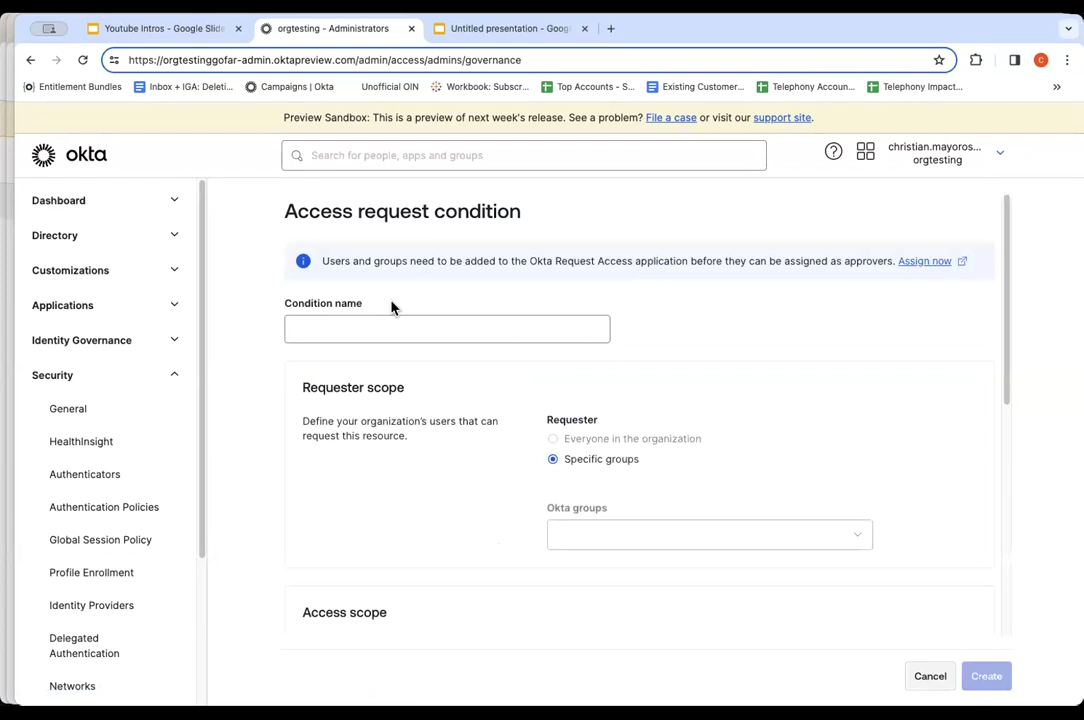 Youtube Intros - Google Slide
orgtesting - Administrators
Untitled presentation - Goog
https://orgtestinggofar-admin.oktapreview.com/admin/access/admins/governance
C
Entitlement Bundles
Inbox + IGA: Deleti...
Campaigns | Okta
Unofficial OIN
Workbook: Subscr...
Top Accounts - S...
Existing Customer...
Telephony Accoun...
Telephony Impact...
Preview Sandbox: This is a preview of next week's release. See a problem? File a case or visit our support site.
okta
Search for people, apps and groups
christian.mayoros...
orgtesting
Dashboard
Directory
Customizations
Applications
Identity Governance
Security
General
HealthInsight
Authenticators
Authentication Policies
Global Session Policy
Profile Enrollment
Identity Providers
Delegated
Authentication
Networks
Access request condition
Users and groups need to be added to the Okta Request Access application before they can be assigned as approvers. Assign now
Condition name
Requester scope
Define your organization's users that can
request this resource.
Requester
Everyone in the organization
Specific groups
Okta groups
Access scope
Cancel
Create